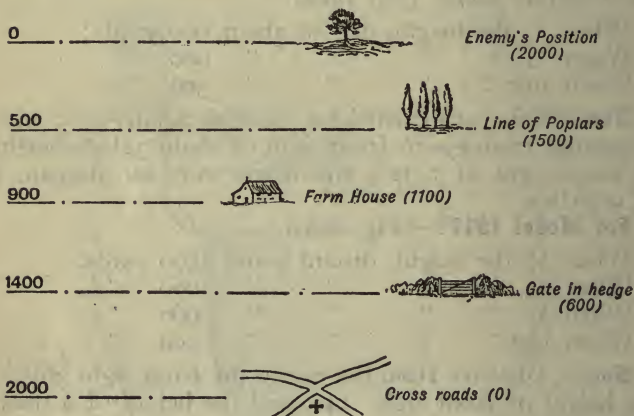 0
Enemy's Position
(2000)
500
Line of Poplars
(1500)
900
Farm House (1100)
1400
Gate in hedge
(600)
2000
Cross roads (0)